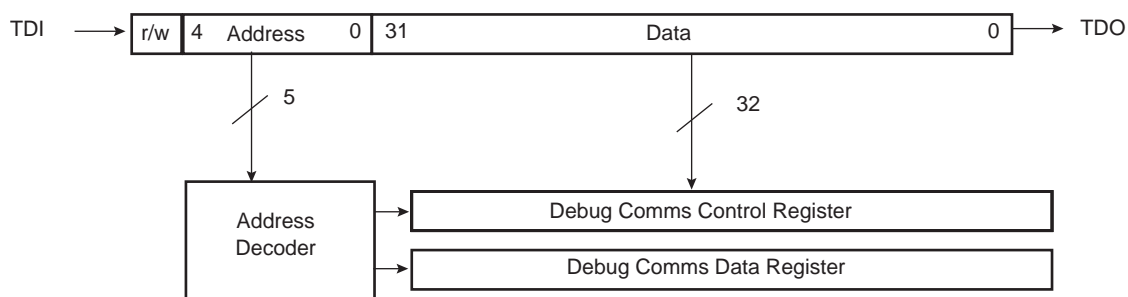 TDI r/w 4 Address 0 31 Data 0 TDO
5 32
Address
Decoder
Debug Comms Control Register
Debug Comms Data Register